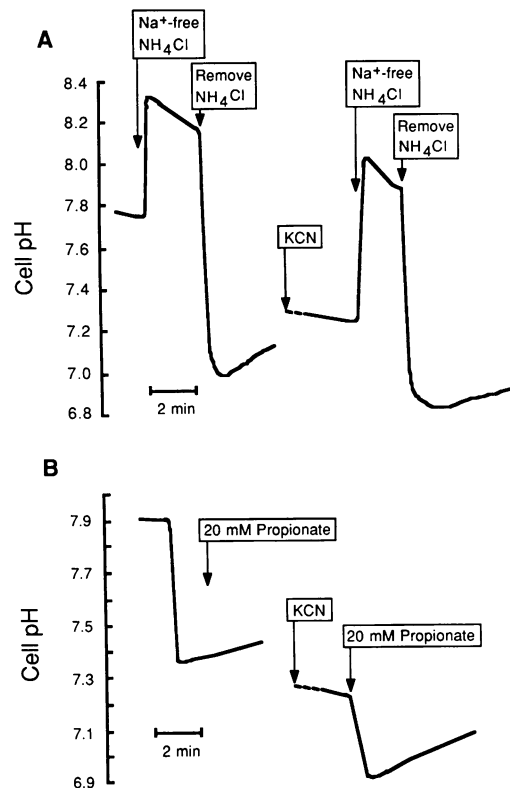 A
Na+-free
NH4Cl
Remove
NH4Cl
Na+-free
NH4Cl
Remove
NH4Cl
KCN
8.4
8.2
8.0
7.8
7.6
7.4
7.2
7.0
6.8
Cell pH
2 min
B
20 mM Propionate
KCN
20 mM Propionate
7.9
7.7
7.5
7.3
7.1
6.9
Cell pH
2 min